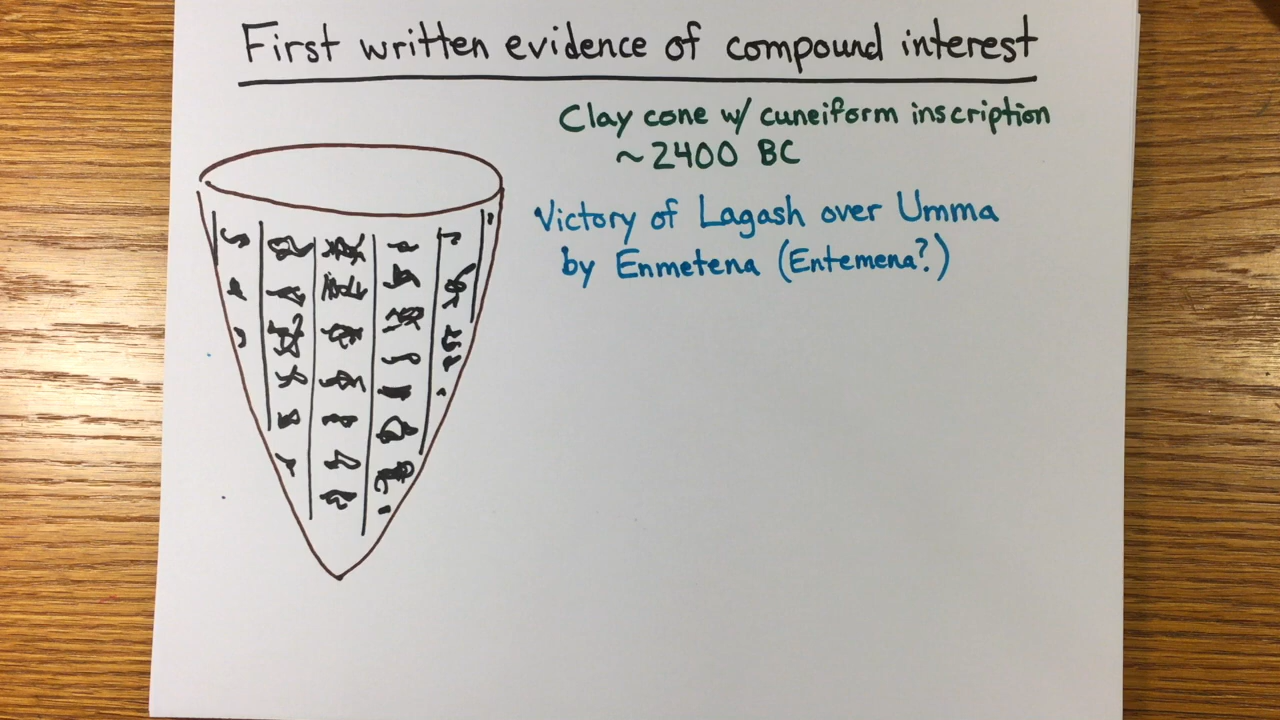 First written evidence of compound interest
Clay cone w/ cuneiform inscription
~2400 BC
Victory of Lagash over Umma
by Enmetena (Entemena?)